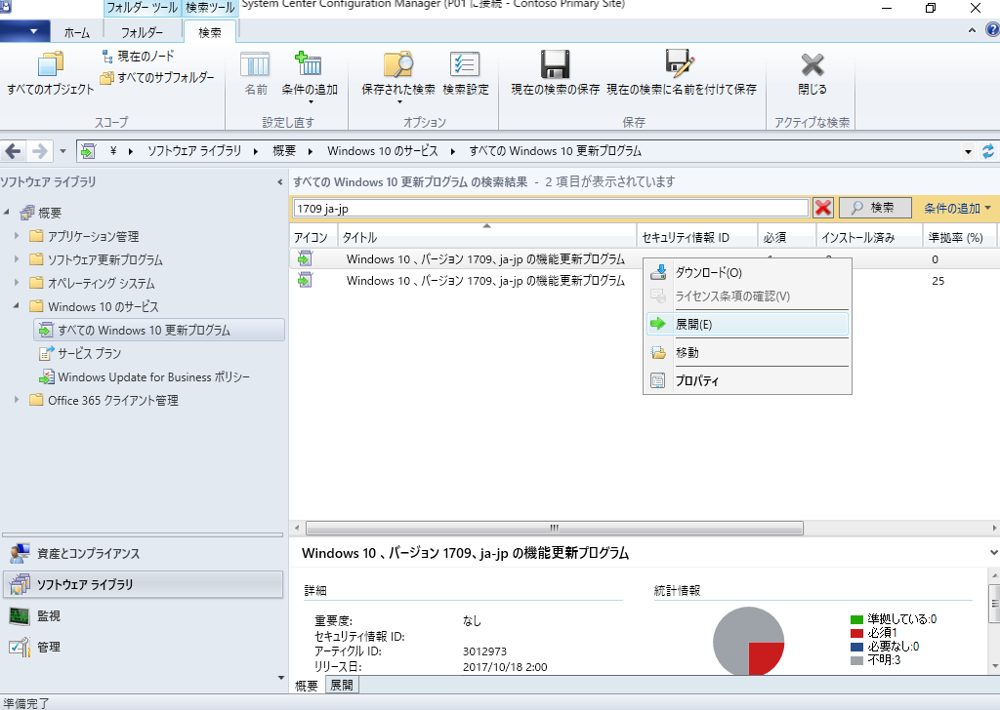 フォルダー ツール 検索ツール System Center Configuration Manager (P01 に接続 - Contoso Primary Site)
ホーム フォルダー 検索
すべてのオブジェクト
現在のノード
すべてのサブフォルダー
スコープ
名前 条件の追加
設定し直す
保存された検索 検索設定
オプション
現在の検索の保存 現在の検索に名前を付けて保存
保存
閉じる
アクティブな検索
¥ ソフトウェア ライブラリ 概要 Windows 10 のサービス すべての Windows 10 更新プログラム
ソフトウェア ライブラリ
概要
アプリケーション管理
ソフトウェア更新プログラム
オペレーティング システム
Windows 10 のサービス
すべての Windows 10 更新プログラム
サービス プラン
Windows Update for Business ポリシー
Office 365 クライアント管理
資産とコンプライアンス
ソフトウェア ライブラリ
監視
管理
すべての Windows 10 更新プログラム の検索結果 - 2 項目が表示されています
1709 ja-jp 検索 条件の追加
アイコン タイトル セキュリティ情報 ID 必須 インストール済み 準拠率 (%)
Windows 10 、バージョン 1709、ja-jp の機能更新プログラム 0
Windows 10 、バージョン 1709、ja-jp の機能更新プログラム 25
ダウンロード(O)
ライセンス条項の確認(V)
展開(E)
移動
プロパティ
Windows 10 、バージョン 1709、ja-jp の機能更新プログラム
詳細
重要度: なし
セキュリティ情報 ID:
アーティクル ID: 3012973
リリース日: 2017/10/18 2:00
統計情報
準拠している:0
必須1
必要なし:0
不明:3
概要 展開
準備完了